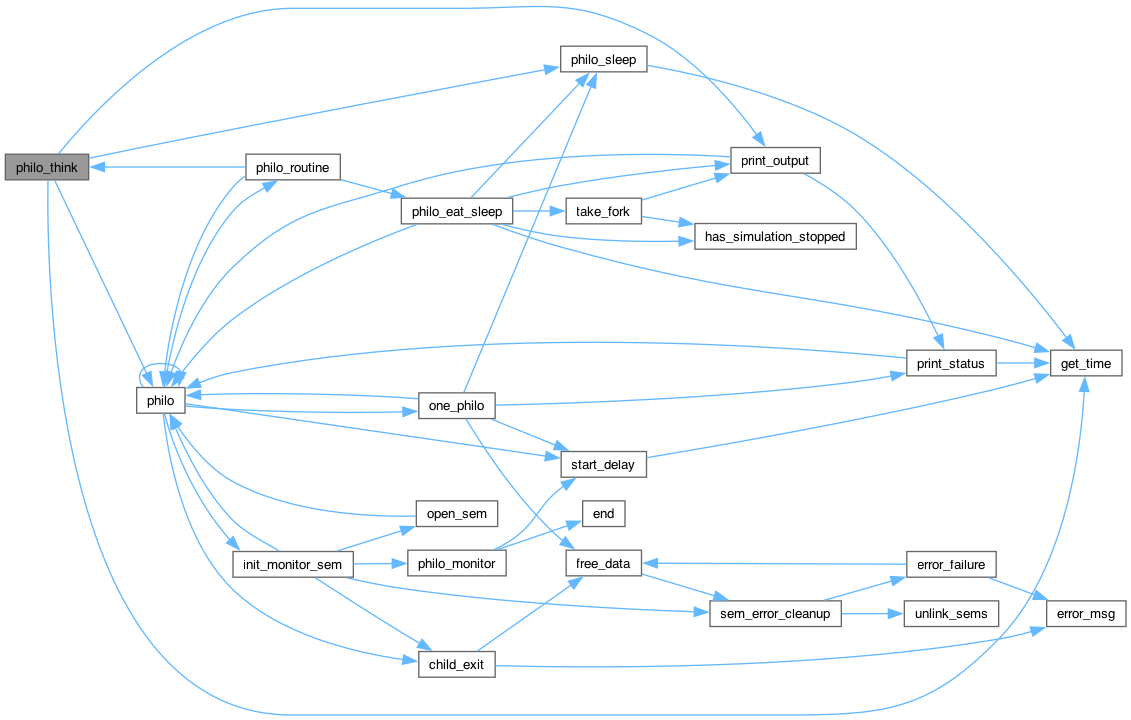 philo_sleep
print_output
philo_think
philo_routine
philo_eat_sleep
take_fork
has_simulation_stopped
print_status
get_time
philo
one_philo
start_delay
open_sem
end
init_monitor_sem
philo_monitor
free_data
error_failure
sem_error_cleanup
unlink_sems
error_msg
child_exit